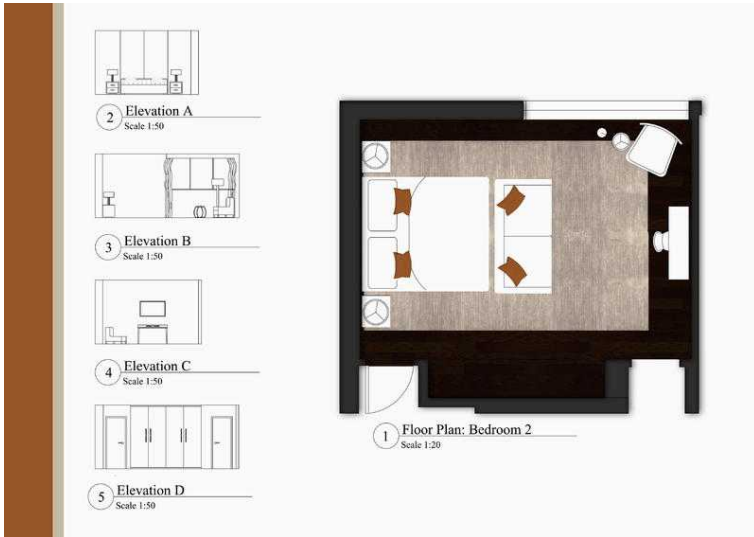 2 Elevation A
Scale 1:50
3 Elevation B
Scale 1:50
4 Elevation C
Scale 1:50
5 Elevation D
Scale 1:50
1 Floor Plan: Bedroom 2
Scale 1:20